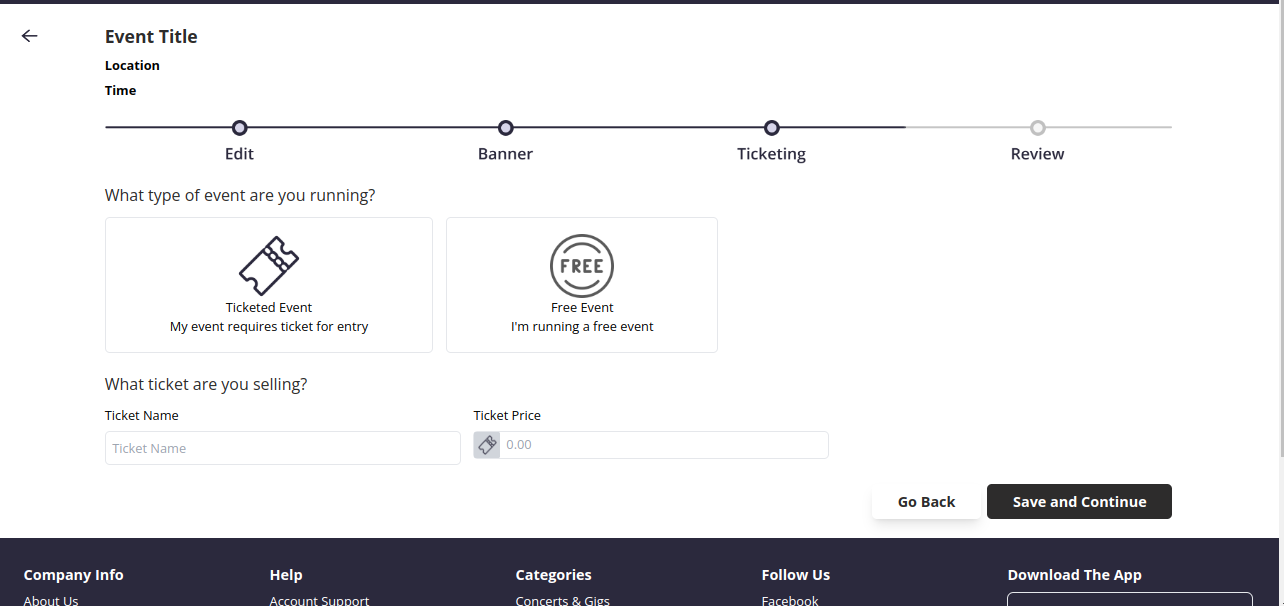 Event Title
Location
Time
Edit
Banner
Ticketing
Review
What type of event are you running?
FREE
Ticketed Event
My event requires ticket for entry
Free Event
I'm running a free event
What ticket are you selling?
Ticket Name
Ticket Price
Ticket Name
0.00
Go Back
Save and Continue
Company Info
Help
Categories
Follow Us
Download The App
About Us
Account Support
Concerts & Gigs
Facebook